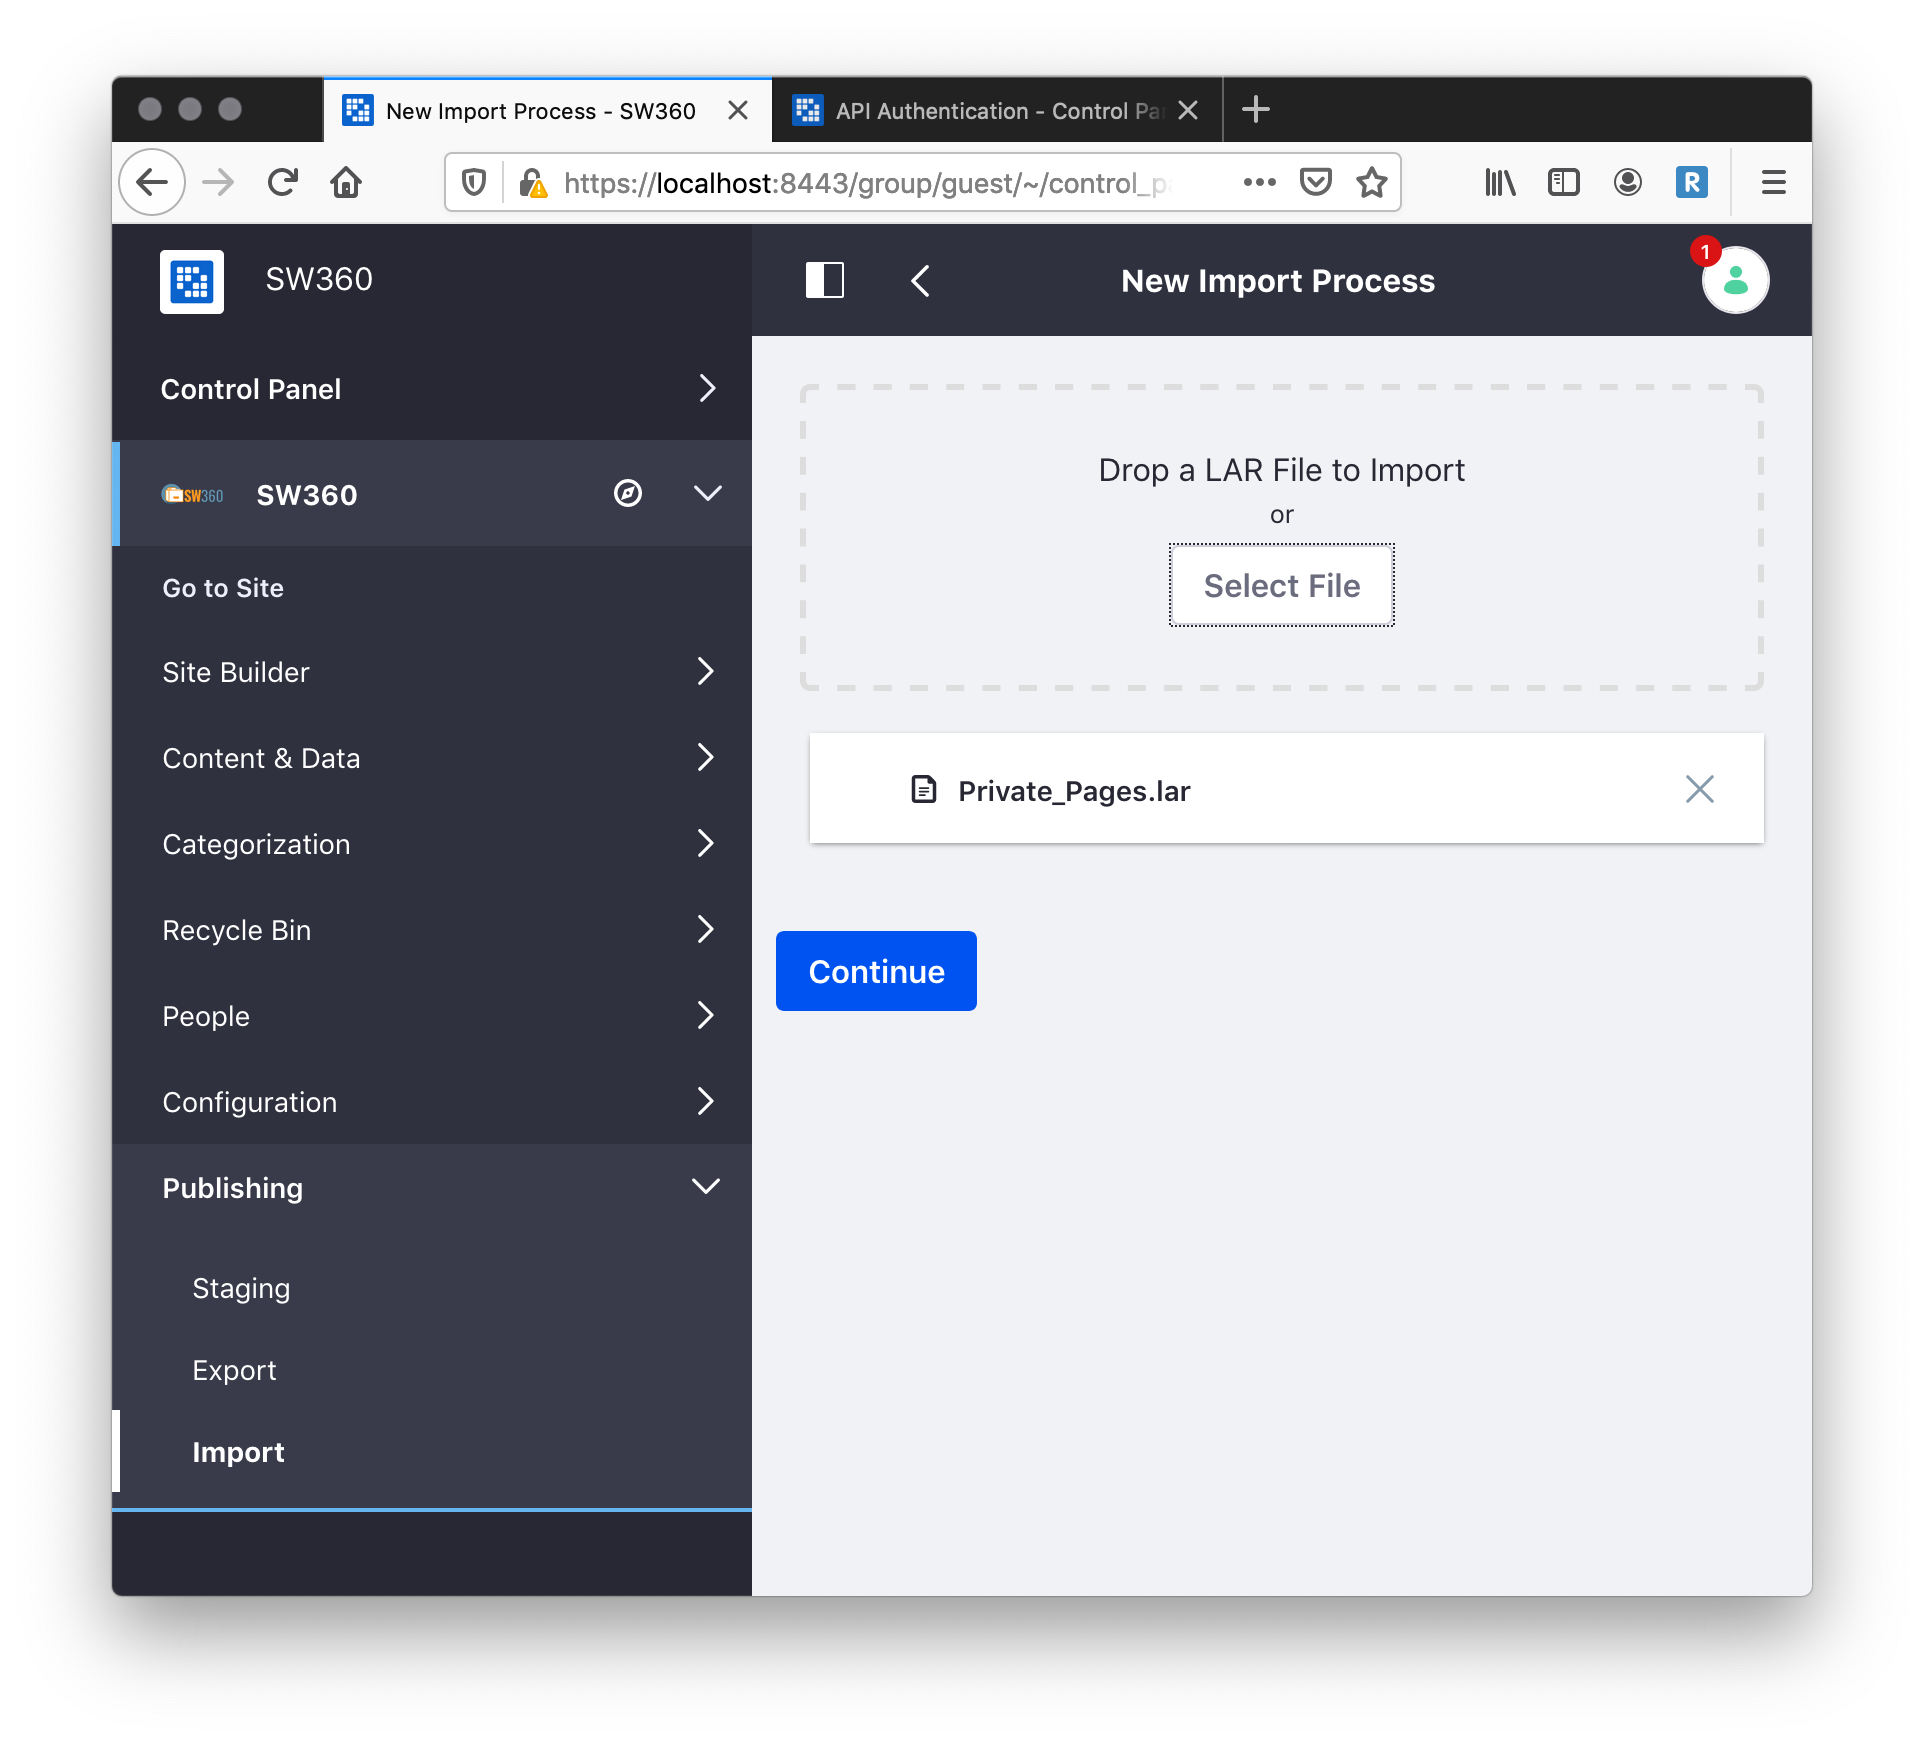 New Import Process - SW360
API Authentication - Control Pa
https://localhost:8443/group/guest/~/control_p
R
SW360
New Import Process
1
Control Panel
SW360
SW360
Go to Site
Site Builder
Content & Data
Categorization
Recycle Bin
People
Configuration
Publishing
Staging
Export
Import
Drop a LAR File to Import
or
Select File
Private_Pages.lar
Continue